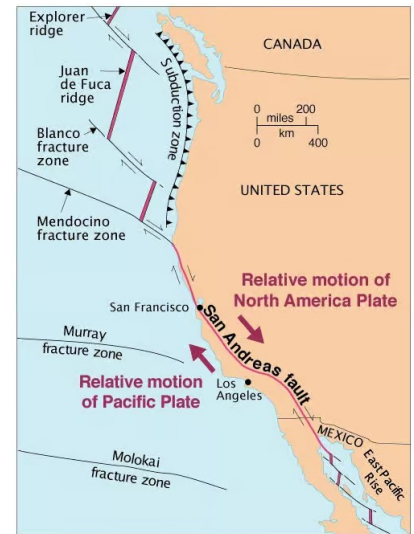 Explorer
ridge
CANADA
Juan
de Fuca
ridge
Subduction zone
0 200
miles
km
0 400
Blanco
fracture
zone
UNITED STATES
Mendocino
fracture zone
Relative motion of
North America Plate
San Francisco
San Andreas fault
Murray
fracture zone
Relative motion
of Pacific Plate
Los
Angeles
MEXICO
East Pacific
Rise
Molokai
fracture zone